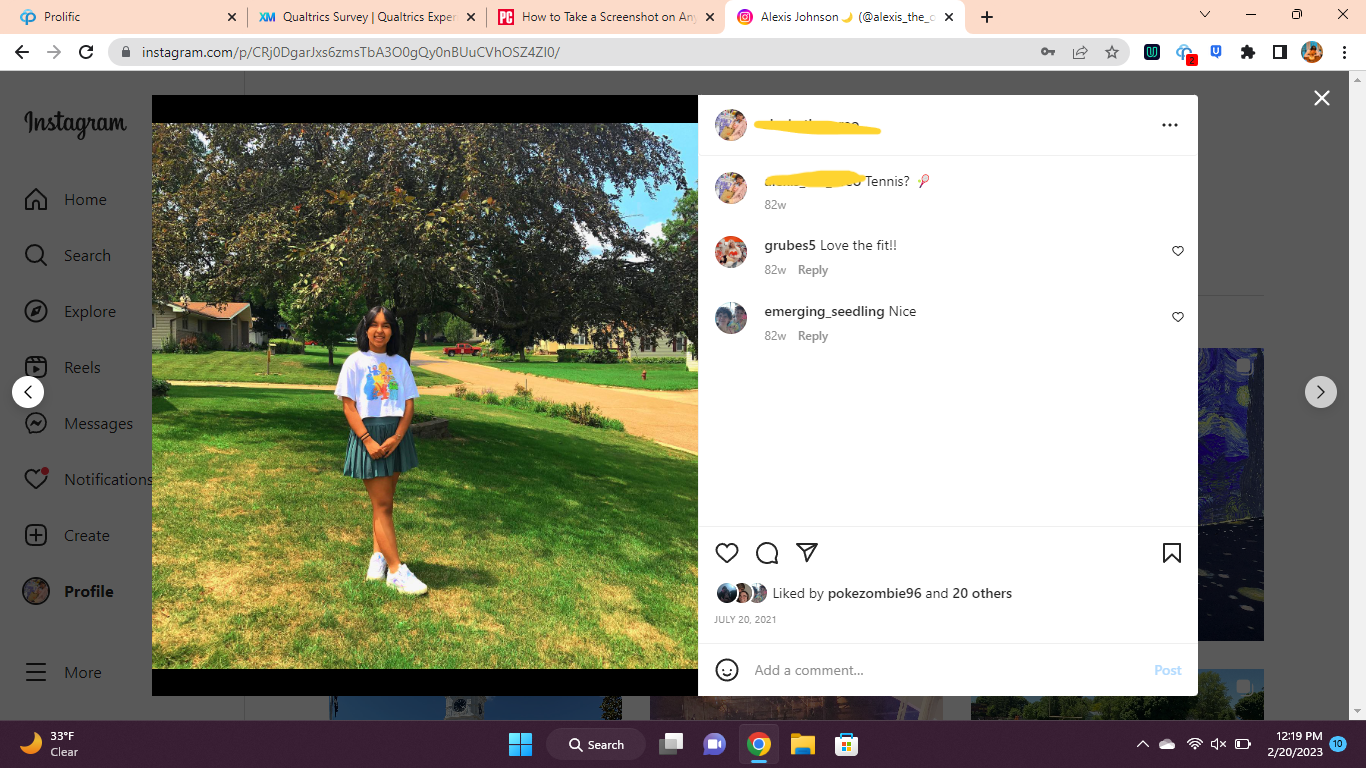 Prolific
Qualtrics Survey | Qualtrics Exper
How to Take a Screenshot on Any
Alexis Johnson🌙 (@alexis_the_
instagram.com/p/CRj0DgarJxs6zmsTbA3O0gQy0nBUuCVhOSZ4ZI0/
2
Instagram
Home
Search
Explore
Reels
Messages
Notifications
Create
Profile
More
Tennis? 🎾
82w
grubes5 Love the fit!!
82w Reply
emerging_seedling Nice
82w Reply
Liked by pokezombie96 and 20 others
JULY 20, 2021
Add a comment...
Post
33°F
Clear
Search
12:19 PM
2/20/2023
10